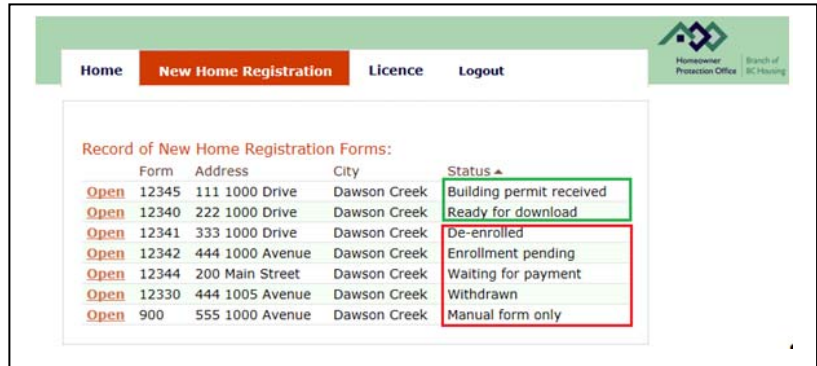 Homeowner Protection Office Branch of BC Housing
Home New Home Registration Licence Logout
Record of New Home Registration Forms:
Form Address City Status
Open 12345 111 1000 Drive Dawson Creek Building permit received
Open 12340 222 1000 Drive Dawson Creek Ready for download
Open 12341 333 1000 Drive Dawson Creek De-enrolled
Open 12342 444 1000 Avenue Dawson Creek Enrollment pending
Open 12344 200 Main Street Dawson Creek Waiting for payment
Open 12330 444 1005 Avenue Dawson Creek Withdrawn
Open 900 555 1000 Avenue Dawson Creek Manual form only